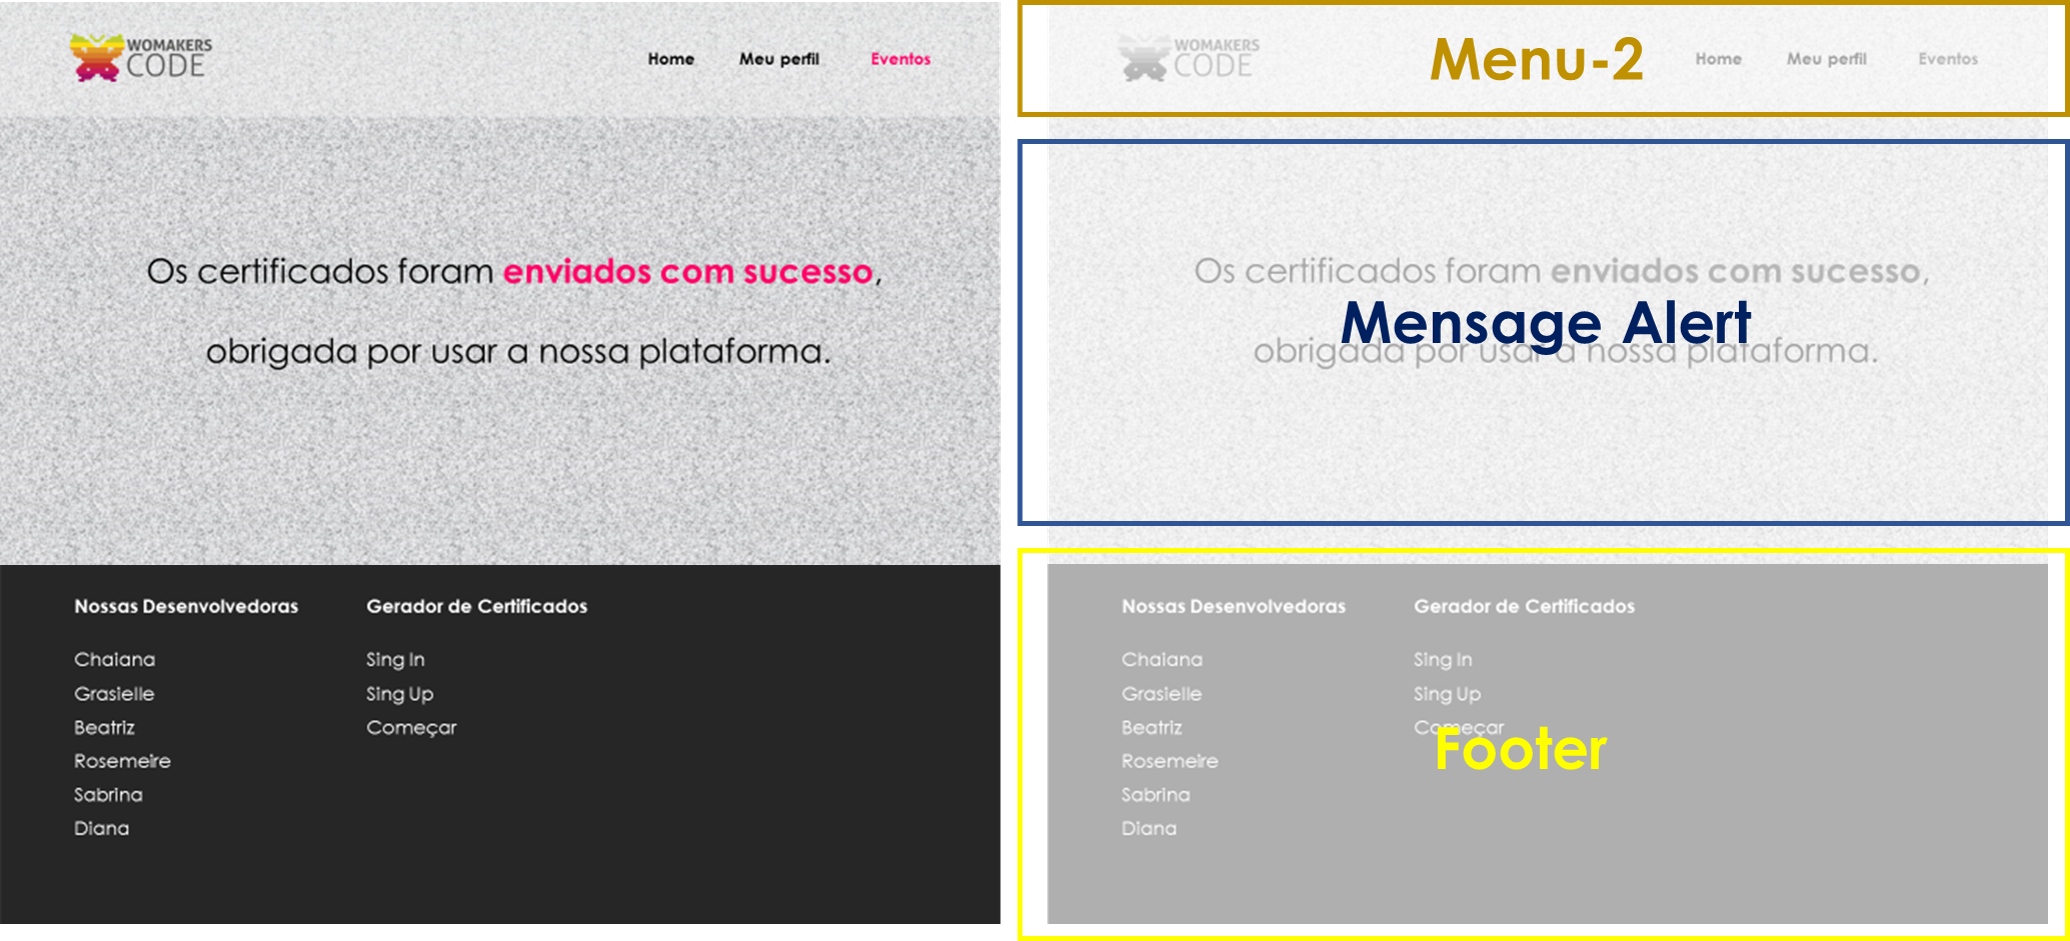 WOMAKERS
CODE
Home Meu perfil Eventos
Os certificados foram enviados com sucesso,
obrigada por usar a nossa plataforma.
Nossas Desenvolvedoras Gerador de Certificados
Chaiana Sing In
Grasielle Sing Up
Beatriz Começar
Rosemeire
Sabrina
Diana
WOMAKERS
CODE
Menu-2
Home Meu perfil Eventos
Os certificados foram enviados com sucesso,
Mensage Alert
obrigada por usar a nossa plataforma.
Nossas Desenvolvedoras Gerador de Certificados
Chaiana Sing In
Grasielle Sing Up
Beatriz Começar
Footer
Rosemeire
Sabrina
Diana